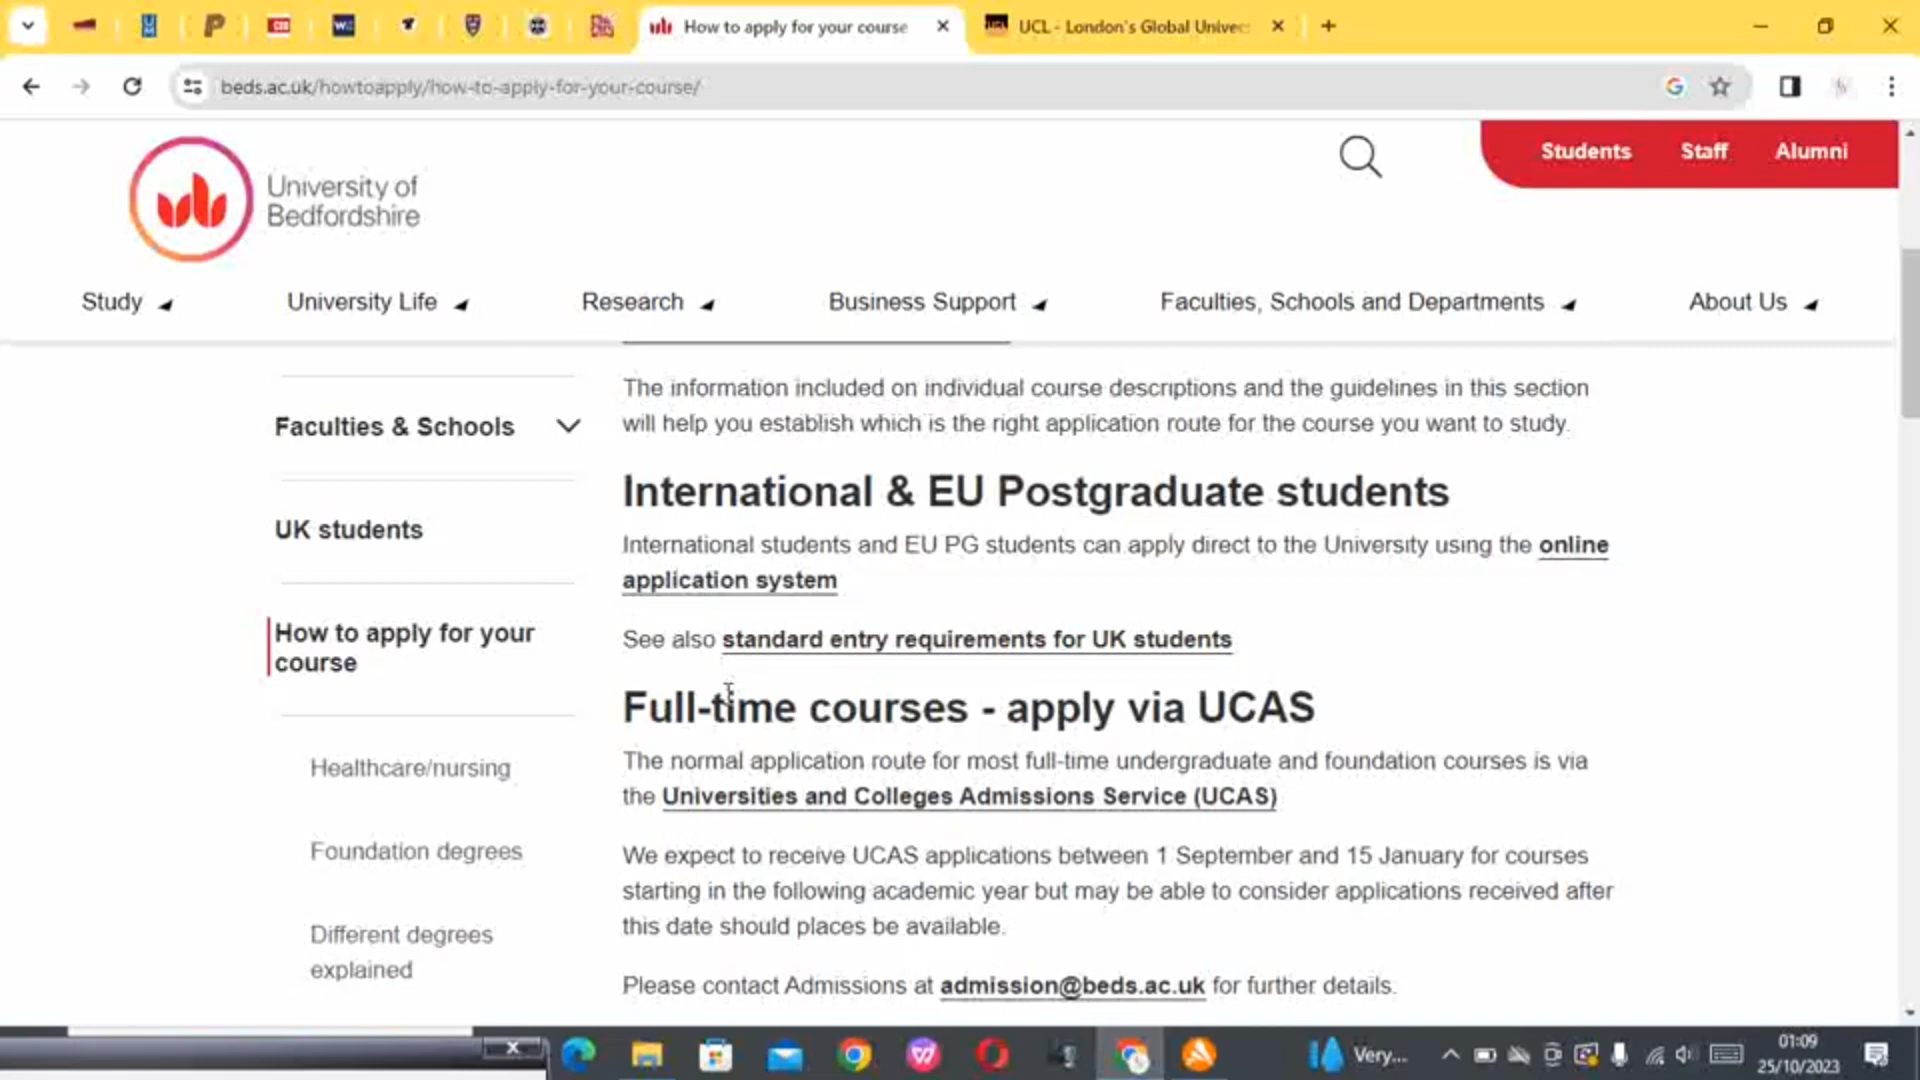 How to apply for your course
UCL - London's Global Univer
beds.ac.uk/howtoapply/how-to-apply-for-your-course/
Students Staff Alumni
University of
Bedfordshire
Study University Life Research Business Support Faculties, Schools and Departments About Us
Faculties & Schools
UK students
How to apply for your
course
Healthcare/nursing
Foundation degrees
Different degrees
explained
The information included on individual course descriptions and the guidelines in this section
will help you establish which is the right application route for the course you want to study.
International & EU Postgraduate students
International students and EU PG students can apply direct to the University using the online
application system
See also standard entry requirements for UK students
Full-time courses - apply via UCAS
The normal application route for most full-time undergraduate and foundation courses is via
the Universities and Colleges Admissions Service (UCAS)
We expect to receive UCAS applications between 1 September and 15 January for courses
starting in the following academic year but may be able to consider applications received after
this date should places be available.
Please contact Admissions at admission@beds.ac.uk for further details.
Very...
01:09
25/10/2023